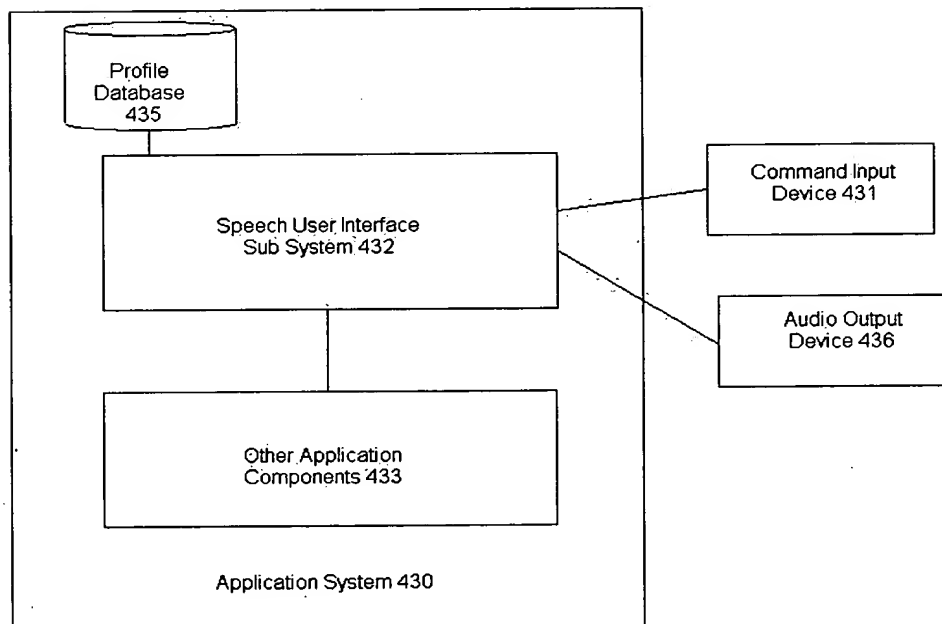 Profile
Database
435
Speech User Interface
Sub System 432
Command Input
Device 431
Audio Output
Device 436
Other Application
Components 433
Application System 430